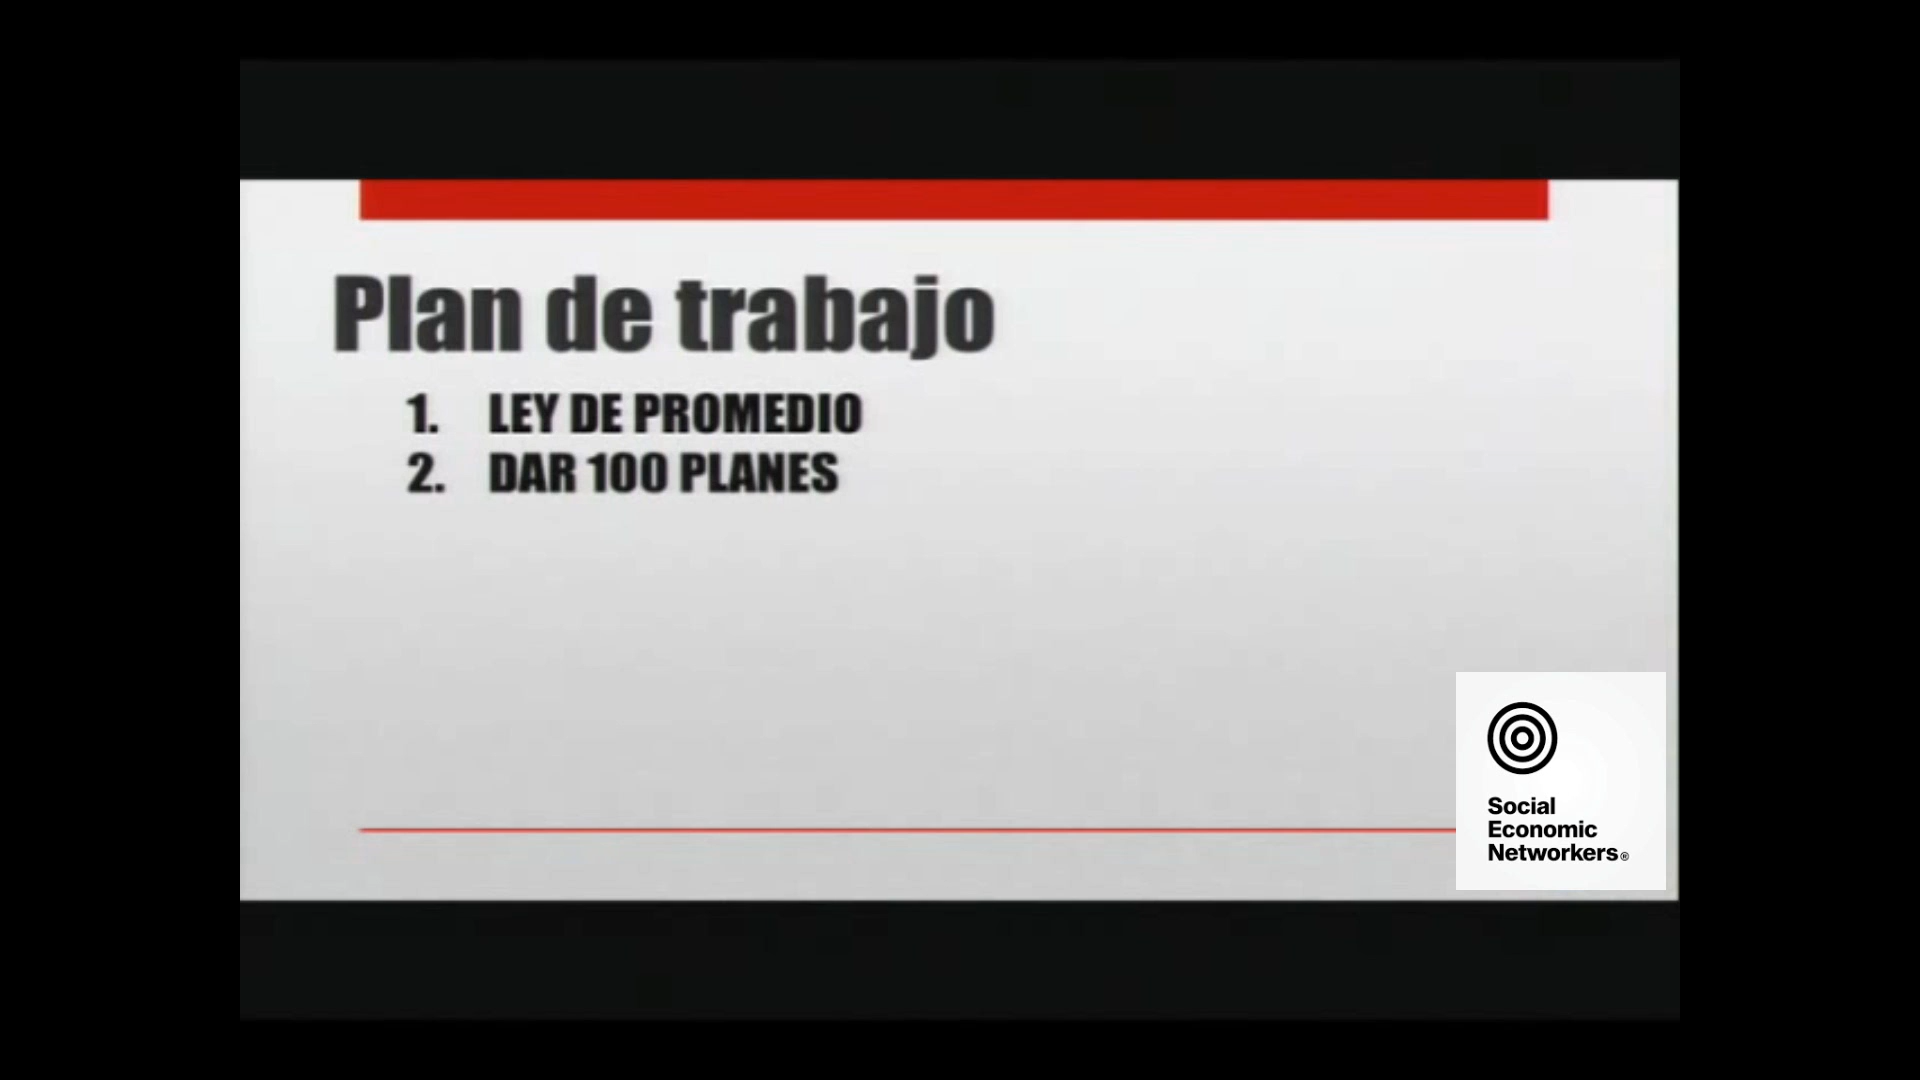 Plan de trabajo
1. LEY DE PROMEDIO
2. DAR 100 PLANES
Social
Economic
Networkers®